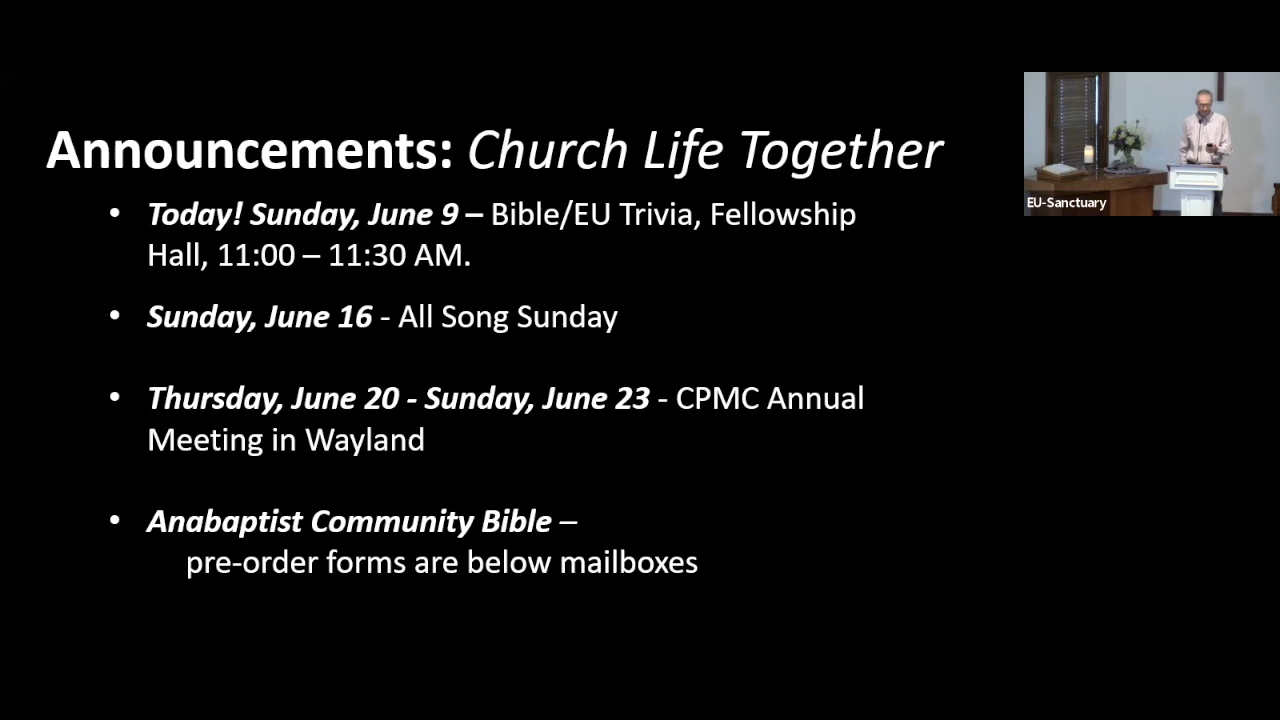 Announcements: Church Life Together
• Today! Sunday, June 9 – Bible/EU Trivia, Fellowship
Hall, 11:00 – 11:30 AM.
• Sunday, June 16 - All Song Sunday
• Thursday, June 20 - Sunday, June 23 - CPMC Annual
Meeting in Wayland
• Anabaptist Community Bible –
pre-order forms are below mailboxes
EU-Sanctuary